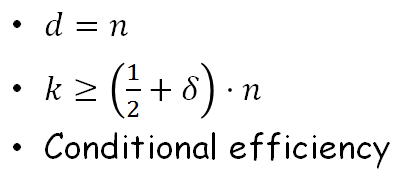 • d = n
• k ≥ (1/2 + δ) · n
• Conditional efficiency